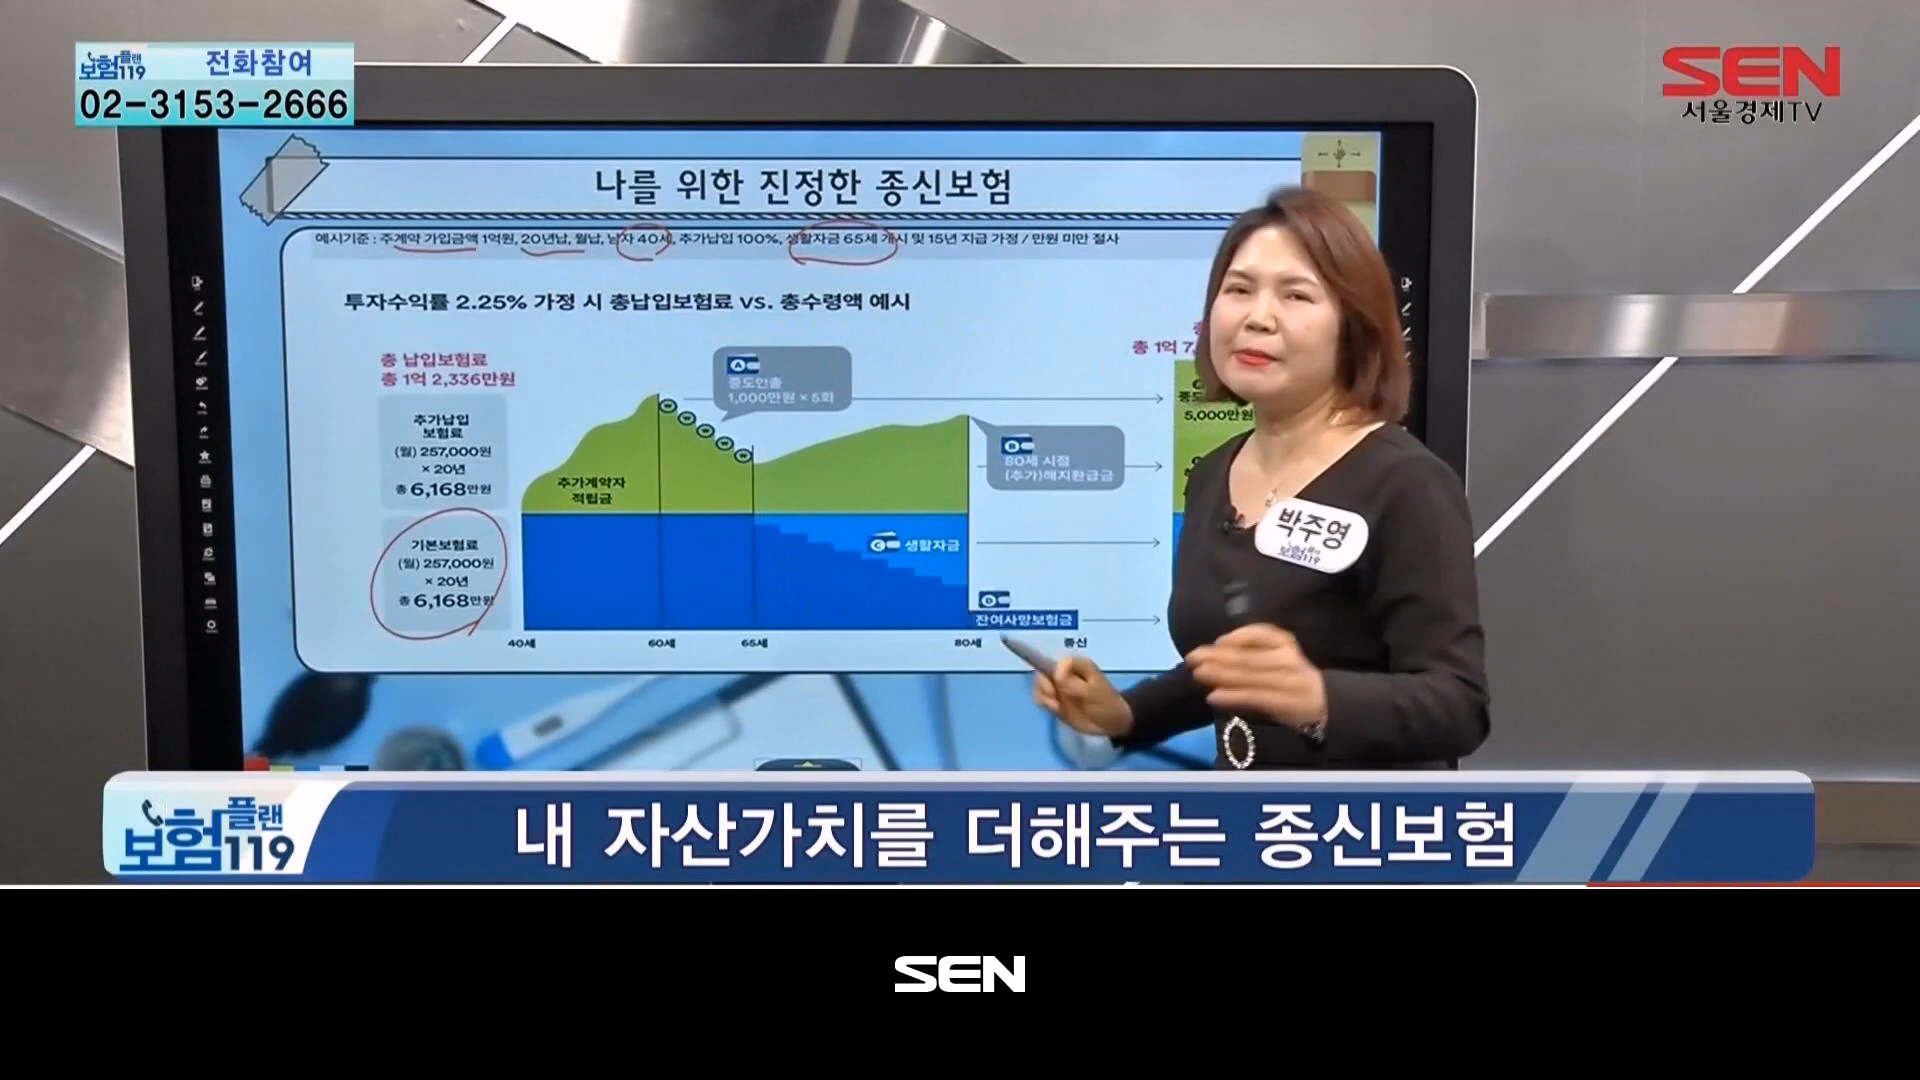 보험플랜119 전화참여
02-3153-2666
SEN
서울경제TV
나를 위한 진정한 종신보험
예시기준 : 주계약 가입금액 1억원, 20년납, 월납, 남자 40세, 추가납입 100%, 생활자금 65세 개시 및 15년 지급 가정 / 만원 미만 절사
투자수익률 2.25% 가정 시 총납입보험료 vs. 총수령액 예시
총 납입보험료
총 1억 2,336만원
추가납입
보험료
(월) 257,000원
× 20년
총 6,168만원
기본보험료
(월) 257,000원
× 20년
총 6,168만원
추가계약자
적립금
A
중도인출
1,000만원 × 5회
B
80세 시점
(추가)해지환급금
C 생활자금
D
잔여사망보험금
40세 60세 65세 80세 종신
총 1억 7,
5,000만원
박주영
보험플랜119
보험플랜119
내 자산가치를 더해주는 종신보험
SEN